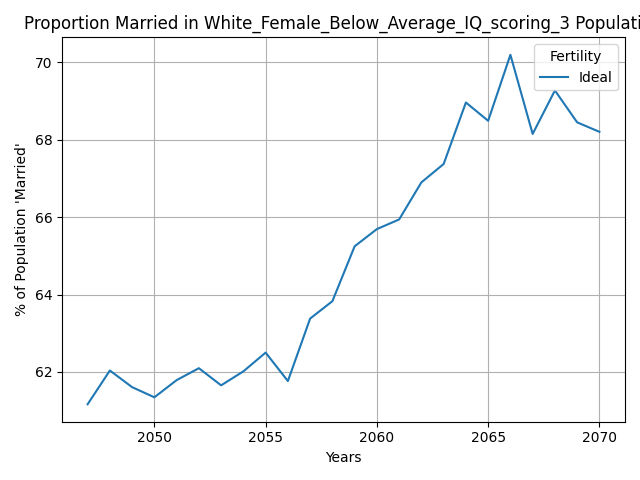 Proportion Married in White_Female_Below_Average_IQ_scoring_3 Populati
Fertility
Ideal
% of Population 'Married'
70
68
66
64
62
2050 2055 2060 2065 2070
Years